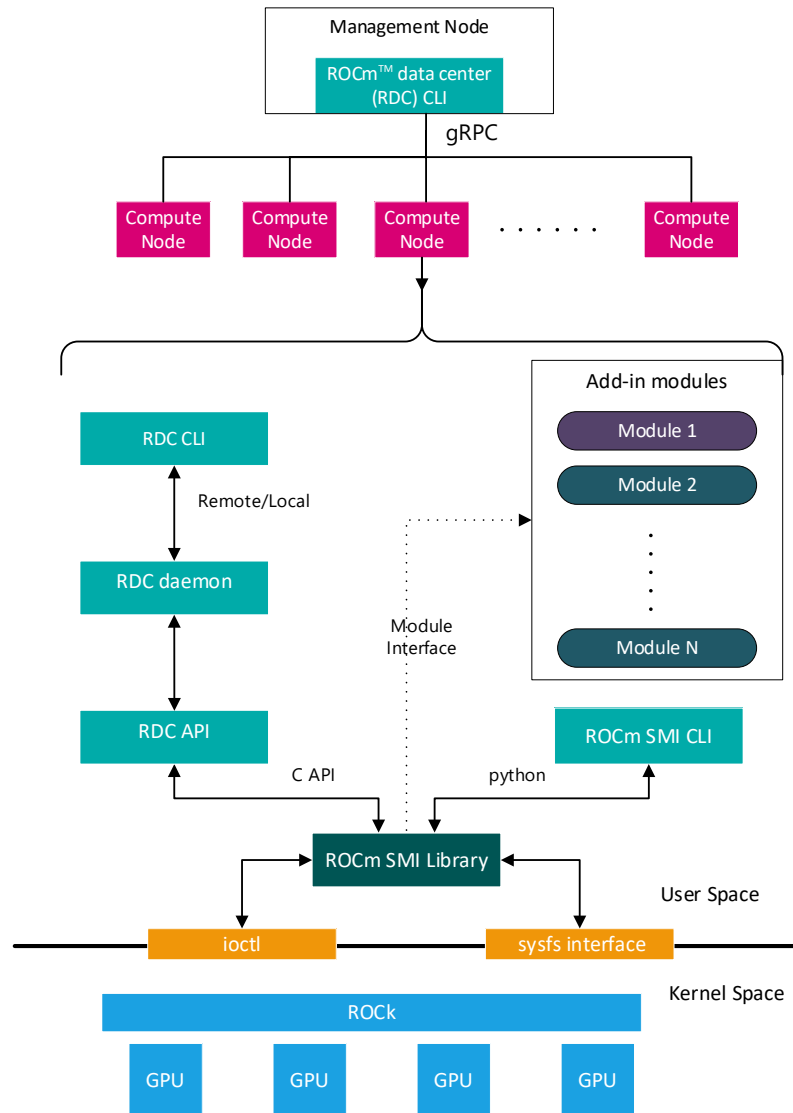 Management Node
ROCm™ data center
(RDC) CLI
gRPC
Compute
Node
Compute
Node
Compute
Node
. . . . . .
Compute
Node
Add-in modules
Module 1
Module 2
Module N
RDC CLI
Remote/Local
RDC daemon
Module
Interface
RDC API
ROCm SMI CLI
C API
python
ROCm SMI Library
User Space
ioctl
sysfs interface
Kernel Space
ROCk
GPU
GPU
GPU
GPU